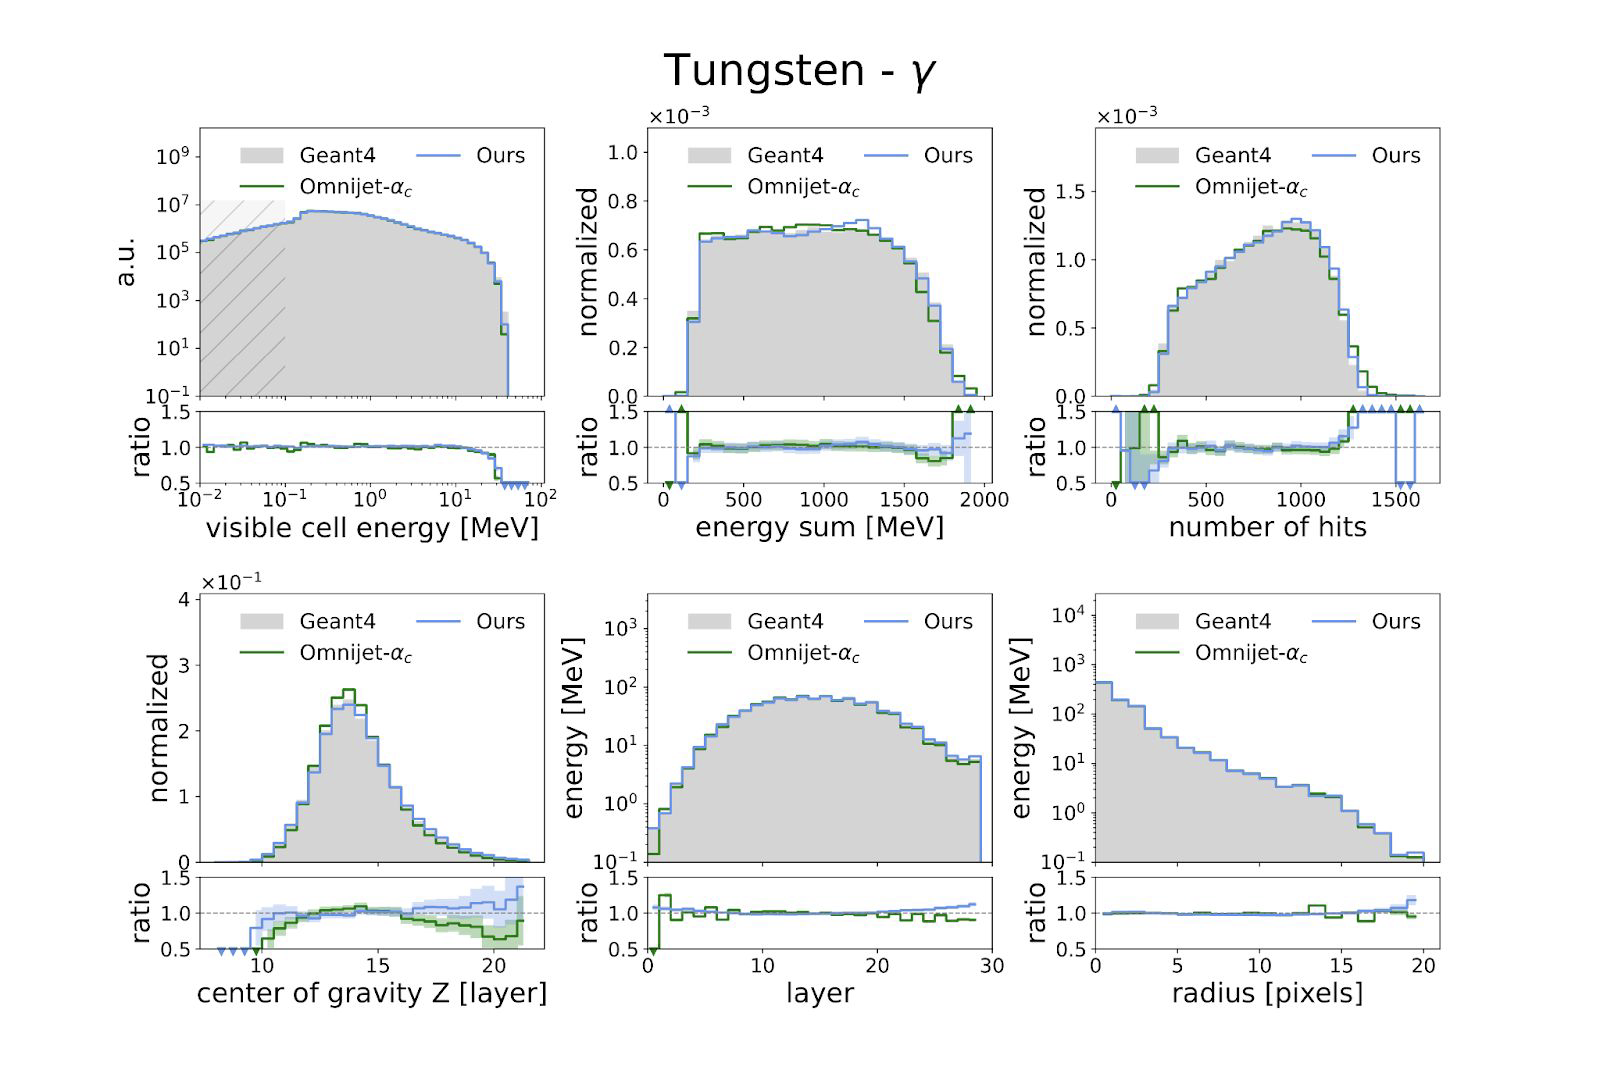 Tungsten - γ
10⁹
10⁷
10⁵
10³
10¹
10⁻¹
a.u.
Geant4
Ours
Omnijet-α_c
1.5
1.0
0.5
ratio
10⁻² 10⁻¹ 10⁰ 10¹ 10²
visible cell energy [MeV]
×10⁻³
1.0
0.8
0.6
0.4
0.2
0.0
normalized
Geant4
Ours
Omnijet-α_c
1.5
1.0
0.5
ratio
0 500 1000 1500 2000
energy sum [MeV]
×10⁻³
1.5
1.0
0.5
0.0
normalized
Geant4
Ours
Omnijet-α_c
1.5
1.0
0.5
ratio
0 500 1000 1500
number of hits
×10⁻¹
4
3
2
1
0
normalized
Geant4
Ours
Omnijet-α_c
1.5
1.0
0.5
ratio
10 15 20
center of gravity Z [layer]
10³
10²
10¹
10⁰
10⁻¹
energy [MeV]
Geant4
Ours
Omnijet-α_c
1.5
1.0
0.5
ratio
0 10 20 30
layer
10⁴
10³
10²
10¹
10⁰
10⁻¹
energy [MeV]
Geant4
Ours
Omnijet-α_c
1.5
1.0
0.5
ratio
0 5 10 15 20
radius [pixels]